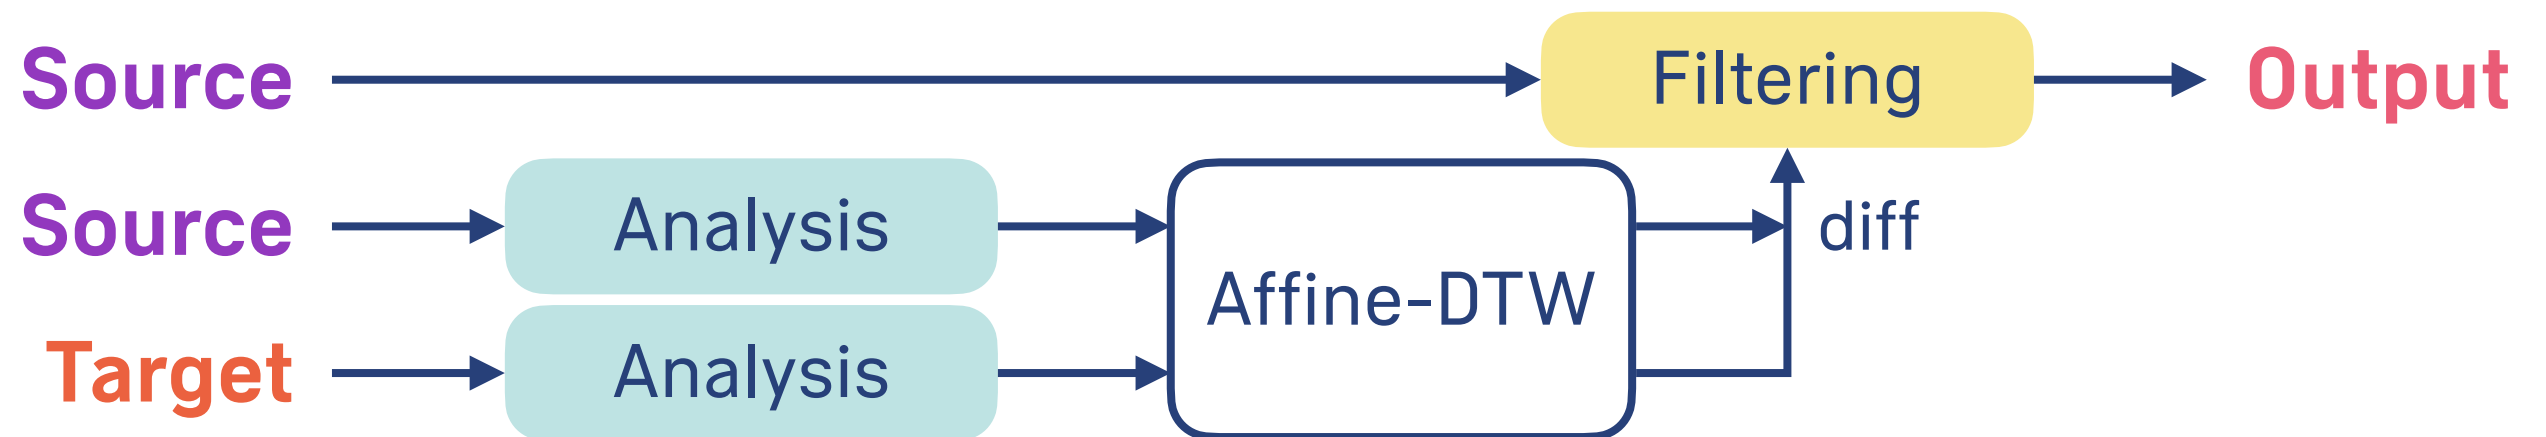 Source
Filtering
Output
Source
Analysis
diff
Affine-DTW
Target
Analysis